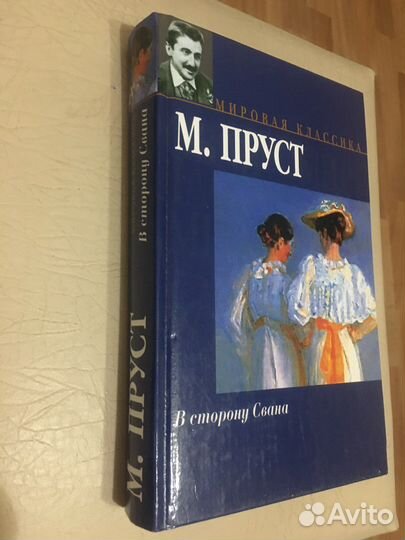 МИРОВАЯ КЛАССИКА
М. ПРУСТ
В сторону Свана
М. ПРУСТ
В сторону Свана
Avito